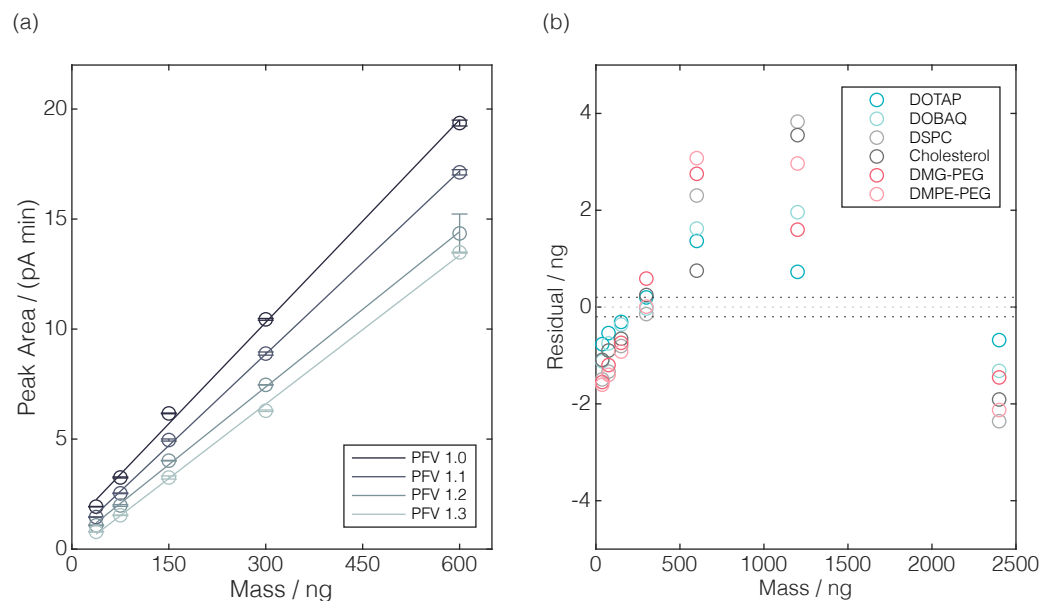 (a)
(b)
20
15
10
5
0
Peak Area / (pA min)
0
150
300
450
600
Mass / ng
PFV 1.0
PFV 1.1
PFV 1.2
PFV 1.3
4
2
0
-2
-4
Residual / ng
0
500
1000
1500
2000
2500
Mass / ng
DOTAP
DOBAQ
DSPC
Cholesterol
DMG-PEG
DMPE-PEG